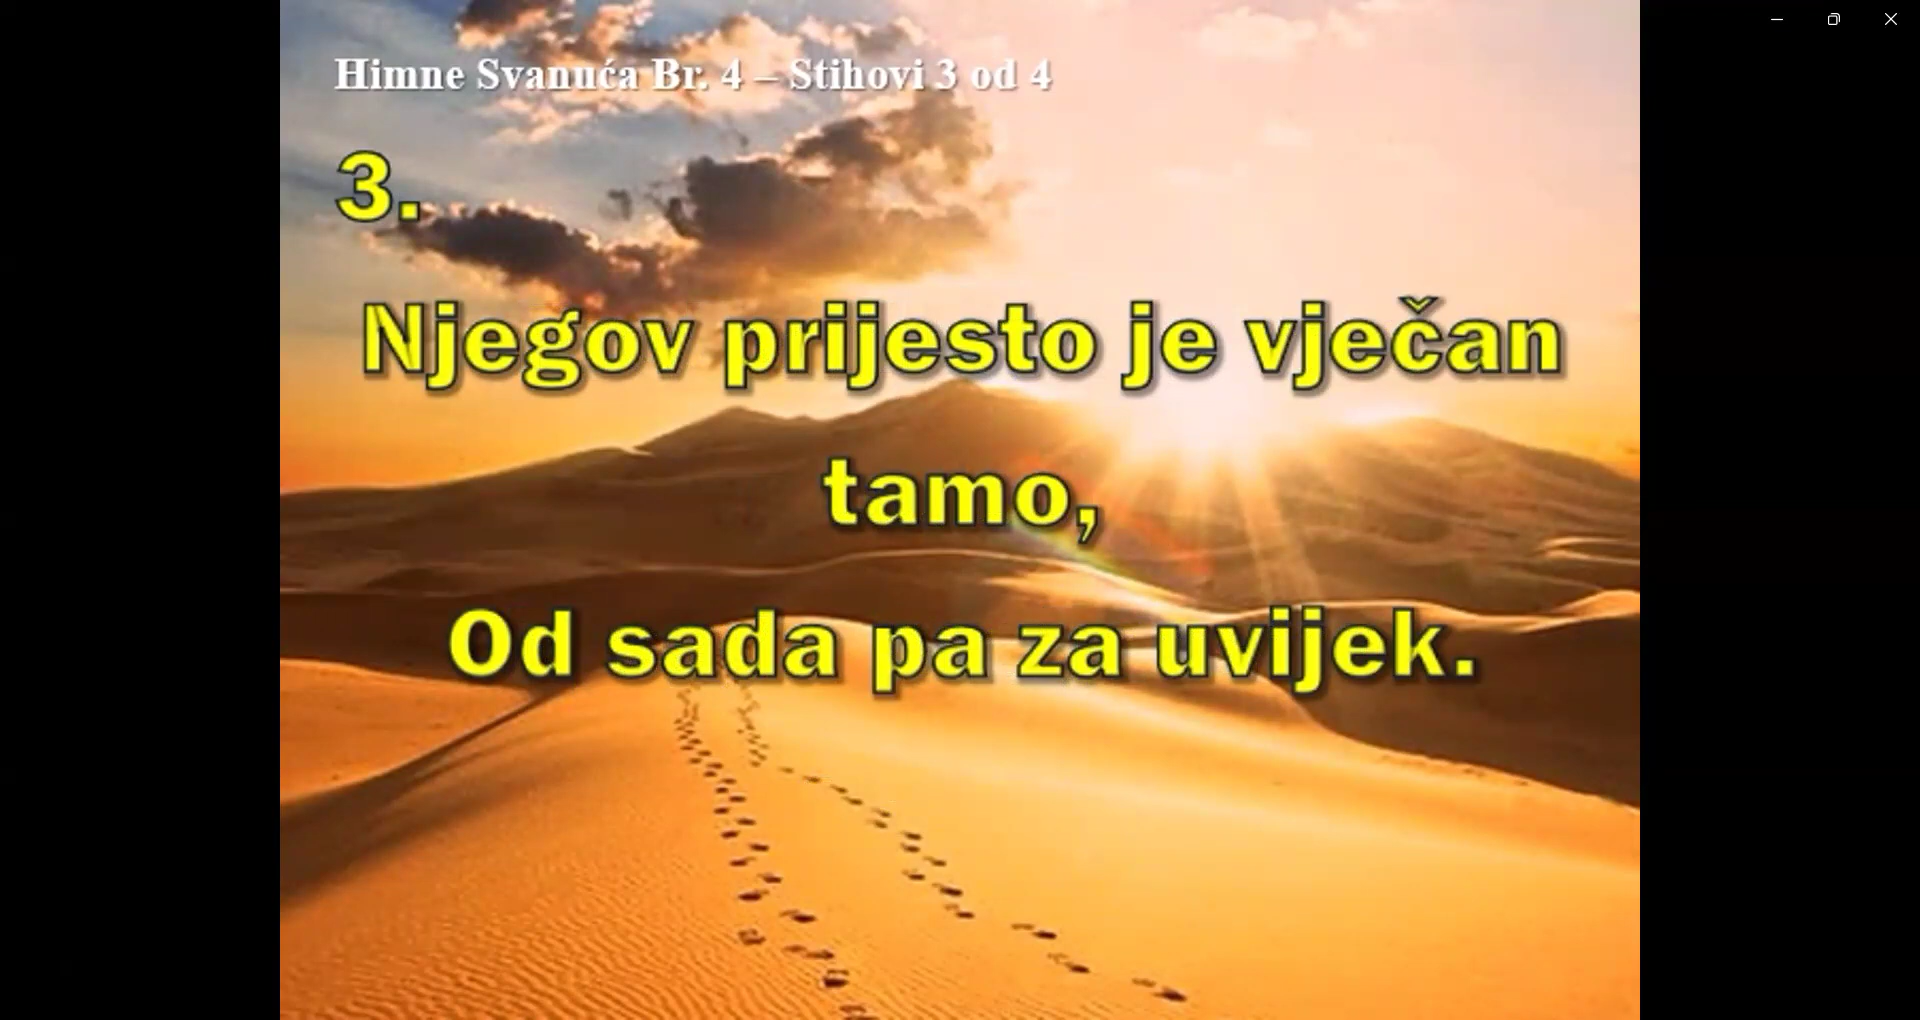 Himne Svanuća Br. 4 – Stihovi 3 od 4
3.
Njegov prijesto je vječan
tamo,
Od sada pa za uvijek.